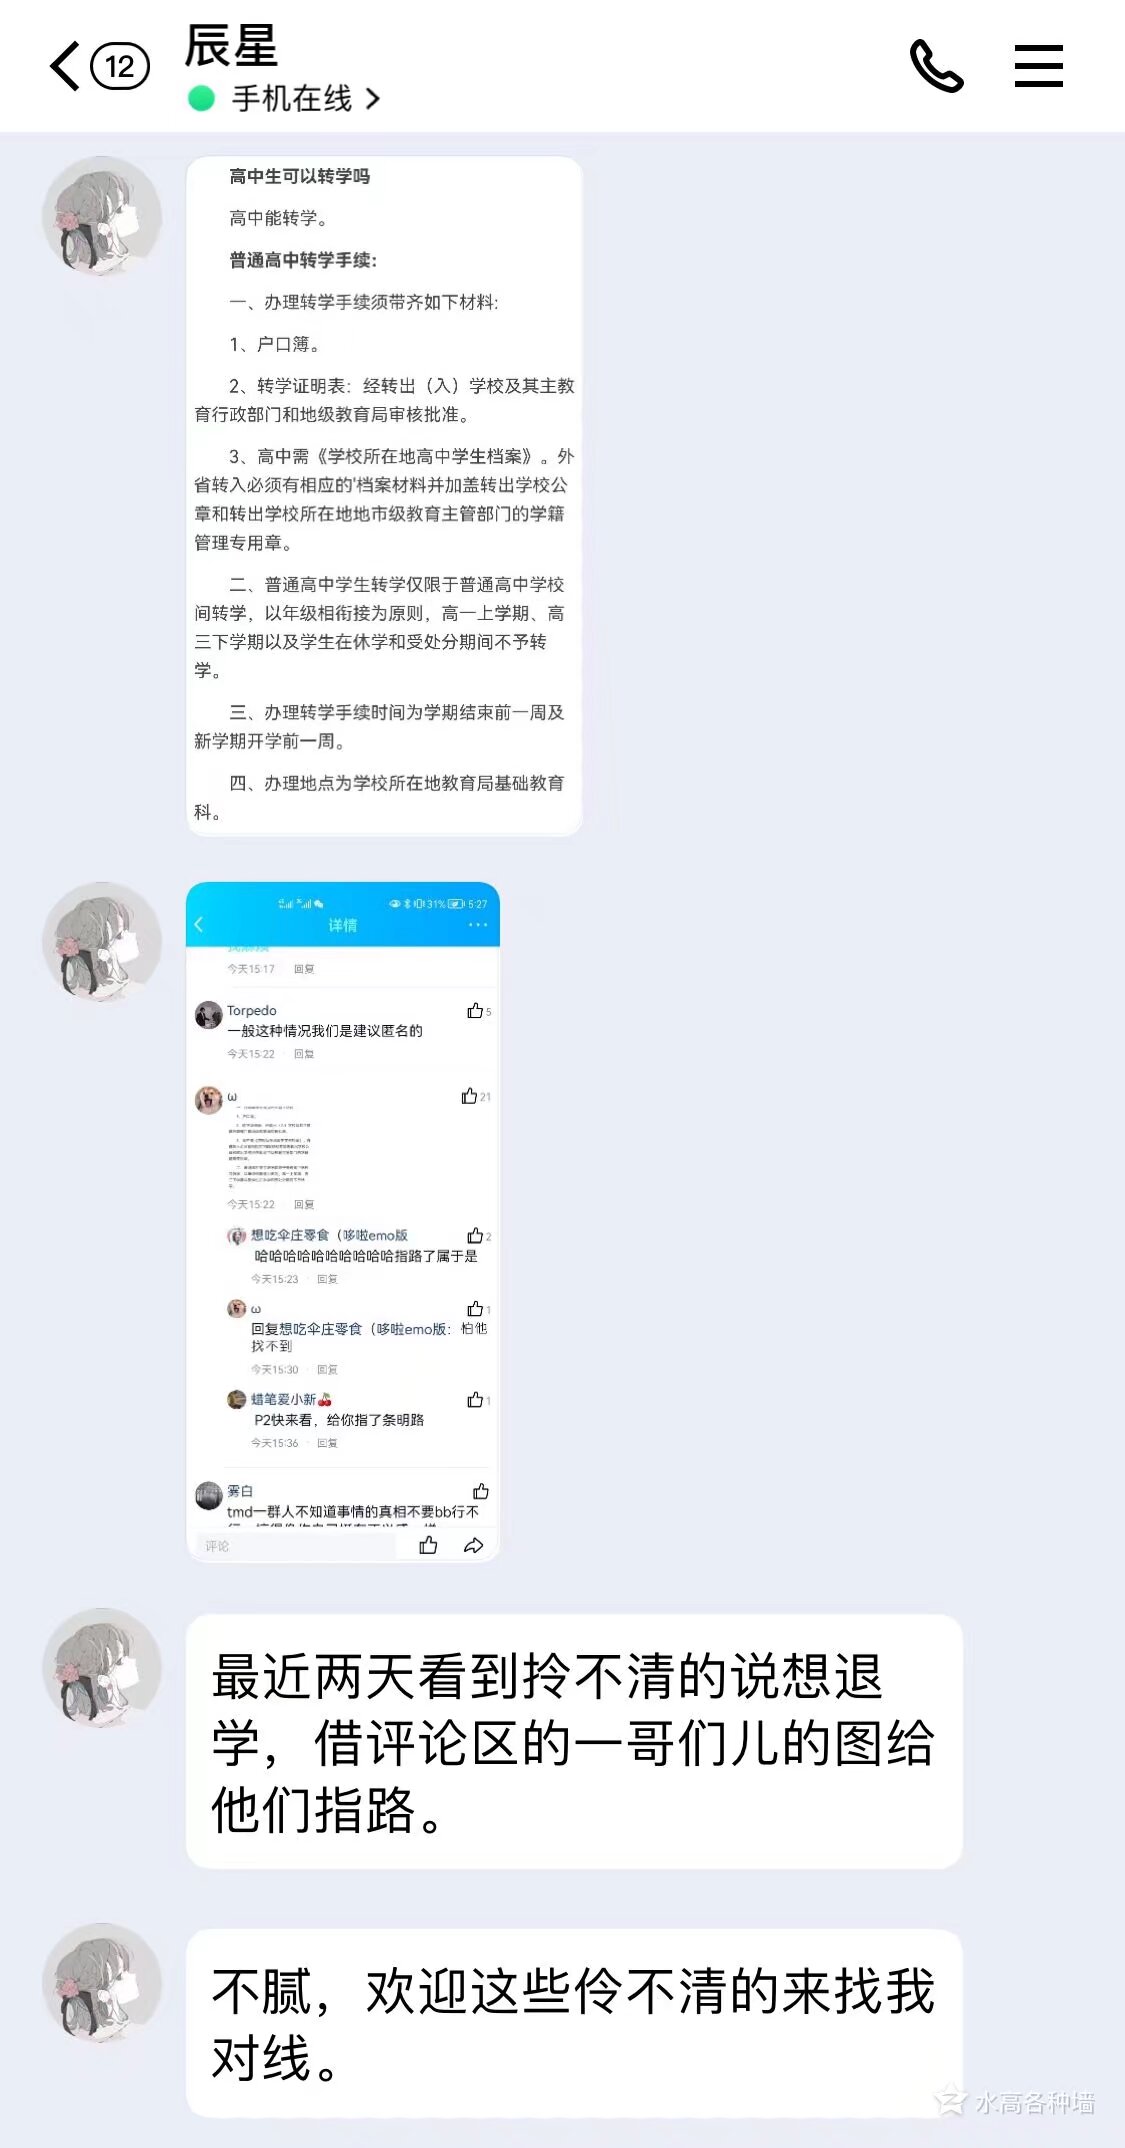 12
辰星
手机在线
高中生可以转学吗
高中能转学。
普通高中转学手续:
一、办理转学手续须带齐如下材料:
1、户口簿。
2、转学证明表：经转出（入）学校及其主教
育行政部门和地级教育局审核批准。
3、高中需《学校所在地高中学生档案》。外
省转入必须有相应的'档案材料并加盖转出学校公
章和转出学校所在地地市级教育主管部门的学籍
管理专用章。
二、普通高中学生转学仅限于普通高中学校
间转学，以年级相衔接为原则，高一上学期、高
三下学期以及学生在休学和受处分期间不予转
学。
三、办理转学手续时间为学期结束前一周及
新学期开学前一周。
四、办理地点为学校所在地教育局基础教育
科。
31% 5:27
详情
今天15:17 回复
Torpedo 5
一般这种情况我们是建议匿名的
今天15:22 回复
ω 21
今天15:22 回复
想吃伞庄零食（哆啦emo版 2
哈哈哈哈哈哈哈哈哈哈指路了属于是
今天15:23 回复
ω 1
回复想吃伞庄零食（哆啦emo版：怕他
找不到
今天15:30 回复
蜡笔爱小新🍒 1
P2快来看，给你指了条明路
今天15:36 回复
雾白
tmd一群人不知道事情的真相不要bb行不
评论
最近两天看到拎不清的说想退
学，借评论区的一哥们儿的图给
他们指路。
不腻，欢迎这些伶不清的来找我
对线。
水高各种墙